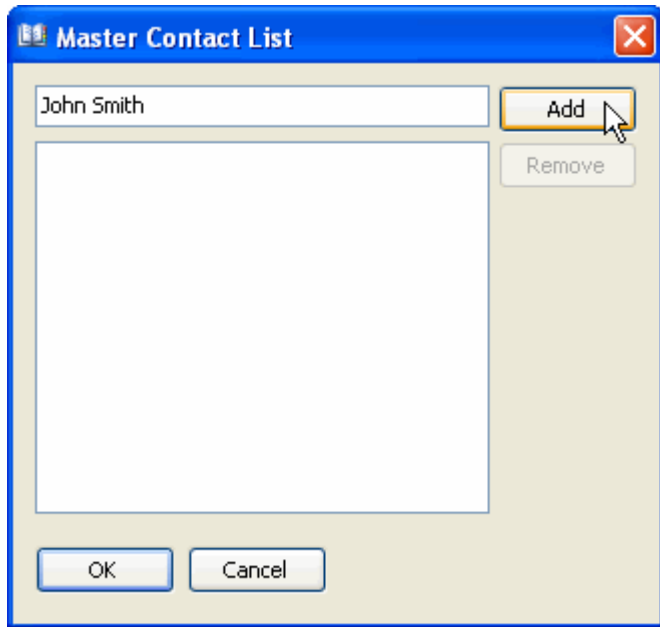 Master Contact List
John Smith
Add
Remove
OK
Cancel